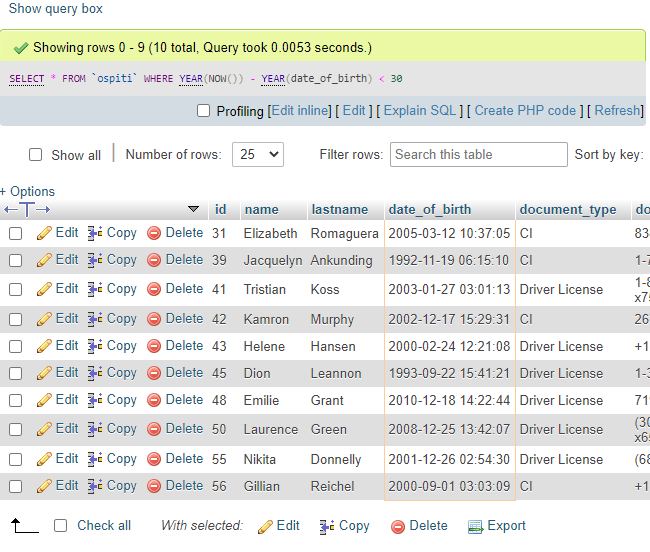 Show query box
Showing rows 0 - 9 (10 total, Query took 0.0053 seconds.)
SELECT * FROM `ospiti` WHERE YEAR(NOW()) - YEAR(date_of_birth) < 30
Profiling [Edit inline] [ Edit ] [ Explain SQL ] [ Create PHP code ] [ Refresh]
Show all | Number of rows: 25 Filter rows: Search this table Sort by key:
+ Options
←T→ id name lastname date_of_birth document_type do
Edit Copy Delete 31 Elizabeth Romaguera 2005-03-12 10:37:05 CI 83
Edit Copy Delete 39 Jacquelyn Ankunding 1992-11-19 06:15:10 CI 1-7
Edit Copy Delete 41 Tristian Koss 2003-01-27 03:01:13 Driver License 1-8
x75
Edit Copy Delete 42 Kamron Murphy 2002-12-17 15:29:31 CI 26
Edit Copy Delete 43 Helene Hansen 2000-02-24 12:21:08 Driver License +1
Edit Copy Delete 45 Dion Leannon 1993-09-22 15:41:21 Driver License 1-3
Edit Copy Delete 48 Emilie Grant 2010-12-18 14:22:44 Driver License 719
Edit Copy Delete 50 Laurence Green 2008-12-25 13:42:07 Driver License (30
Edit Copy Delete 55 Nikita Donnelly 2001-12-26 02:54:30 Driver License (68
Edit Copy Delete 56 Gillian Reichel 2000-09-01 03:03:09 CI +1
Check all With selected: Edit Copy Delete Export